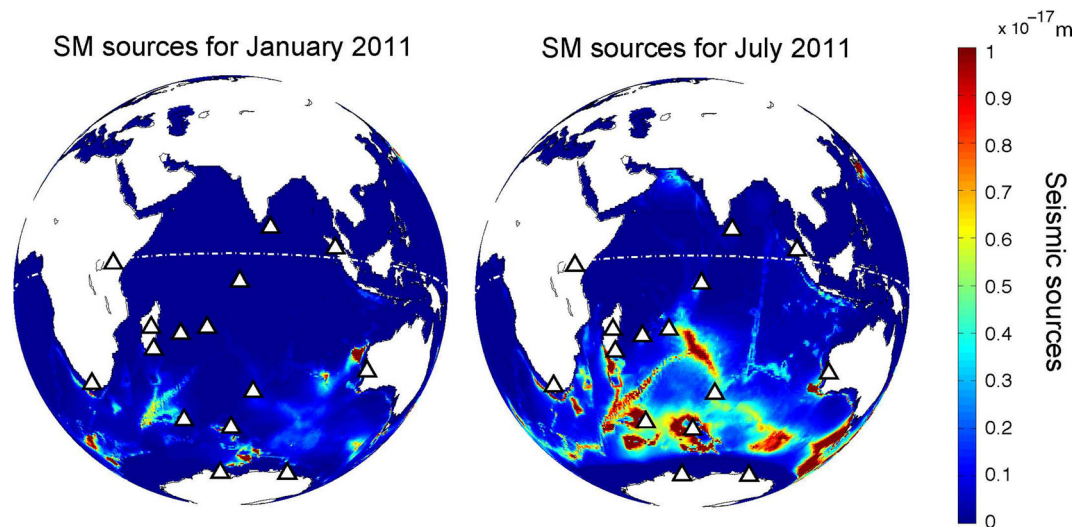 SM sources for January 2011
SM sources for July 2011
x 10⁻¹⁷m
1
0.9
0.8
0.7
0.6
0.5
0.4
0.3
0.2
0.1
0
Seismic sources